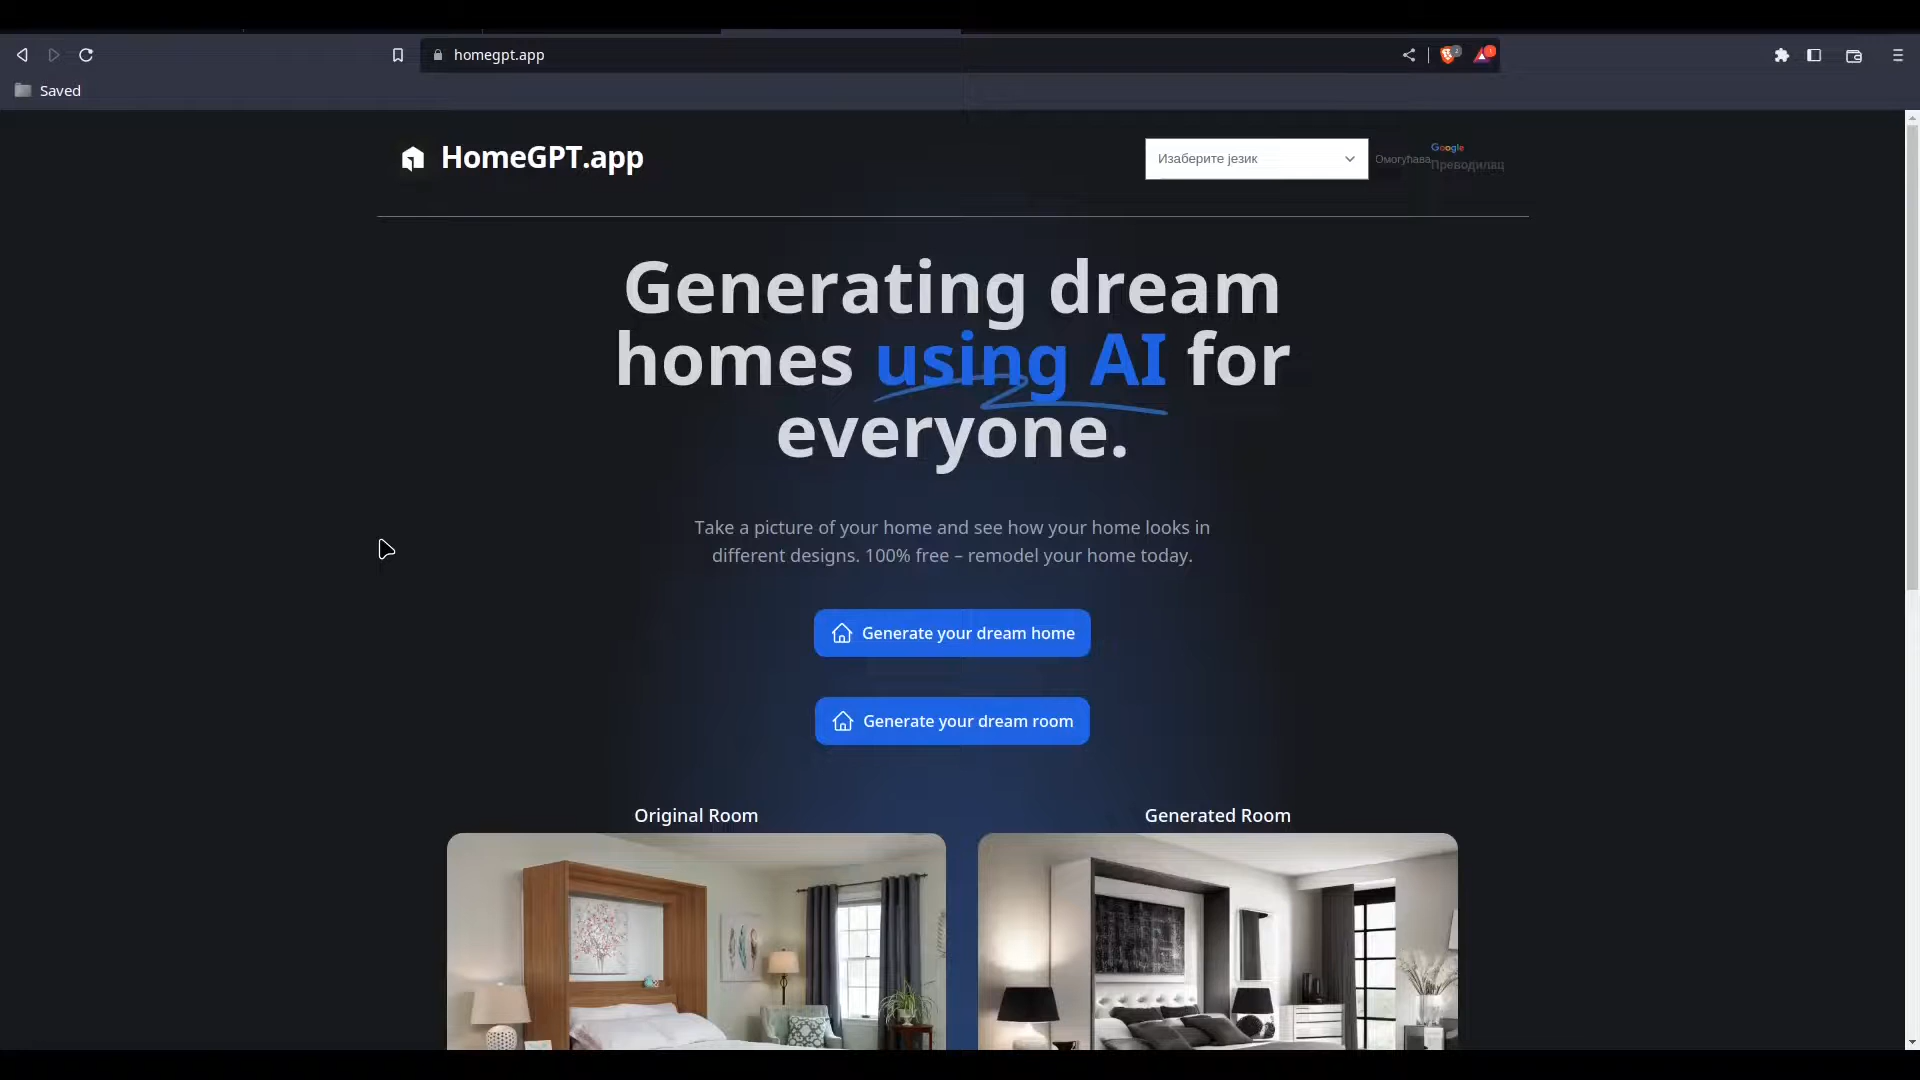 homegpt.app
Saved
HomeGPT.app
Изаберите језик
Омогућава Google Преводилац
Generating dream
homes using AI for
everyone.
Take a picture of your home and see how your home looks in
different designs. 100% free – remodel your home today.
Generate your dream home
Generate your dream room
Original Room
Generated Room